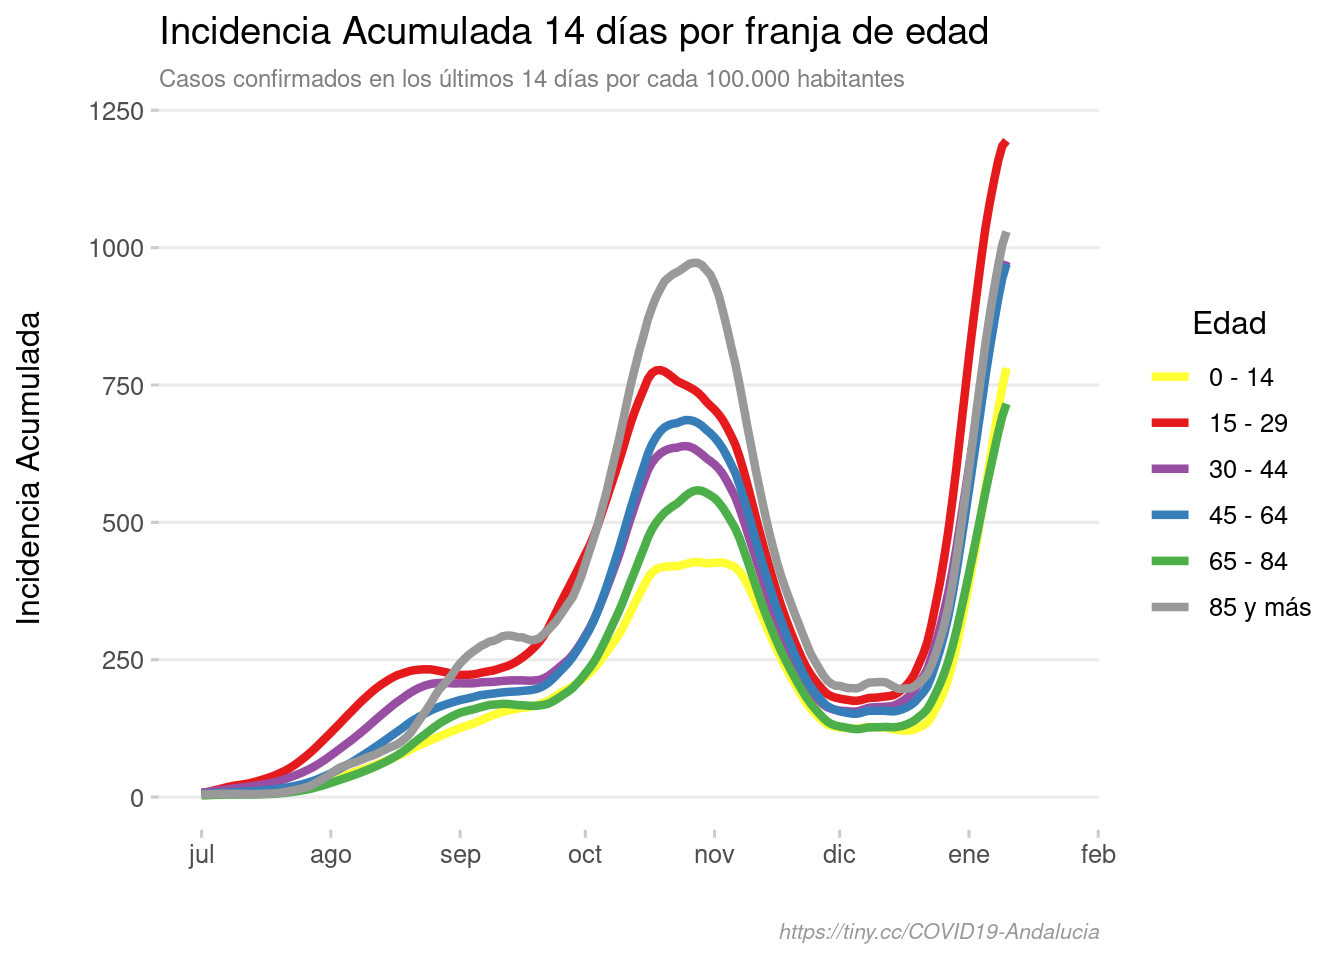 Incidencia Acumulada 14 días por franja de edad
Casos confirmados en los últimos 14 días por cada 100.000 habitantes
Incidencia Acumulada
1250
1000
750
500
250
0
jul ago sep oct nov dic ene feb
Edad
0 - 14
15 - 29
30 - 44
45 - 64
65 - 84
85 y más
https://tiny.cc/COVID19-Andalucia